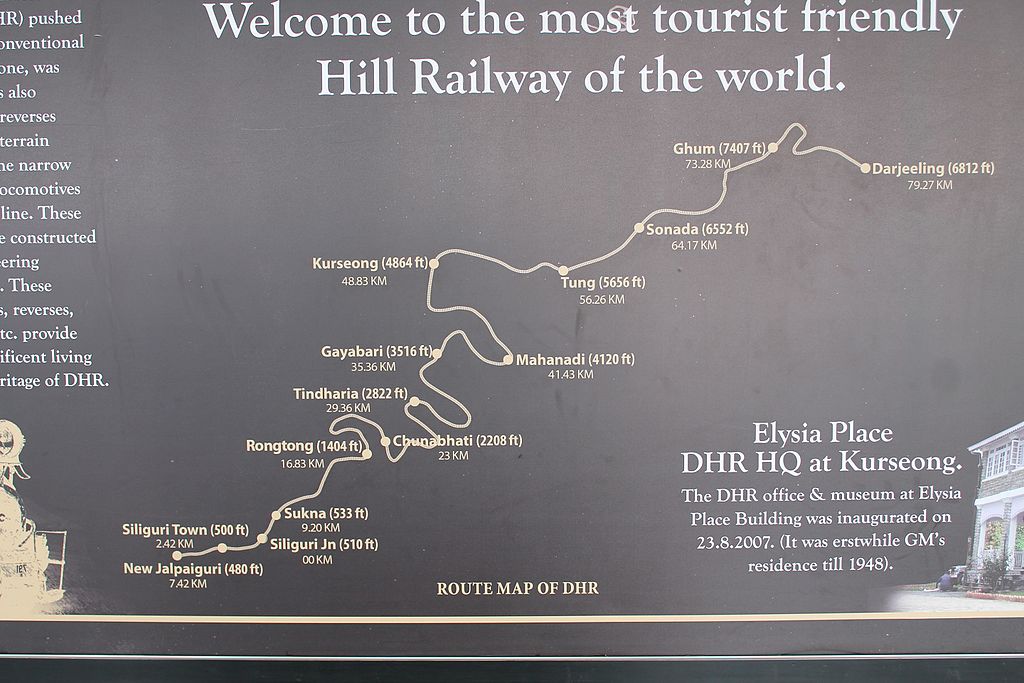 HR) pushed
onventional
one, was
s also
reverses
terrain
ne narrow
ocomotives
line. These
e constructed
eering
. These
s, reverses,
tc. provide
ificent living
ritage of DHR.
Welcome to the most tourist friendly
Hill Railway of the world.
Ghum (7407 ft)
73.28 KM
Darjeeling (6812 ft)
79.27 KM
Sonada (6552 ft)
64.17 KM
Kurseong (4864 ft)
48.83 KM
Tung (5656 ft)
56.26 KM
Gayabari (3516 ft)
35.36 KM
Mahanadi (4120 ft)
41.43 KM
Tindharia (2822 ft)
29.36 KM
Rongtong (1404 ft)
16.83 KM
Chunabhati (2208 ft)
23 KM
Sukna (533 ft)
9.20 KM
Siliguri Town (500 ft)
2.42 KM
Siliguri Jn (510 ft)
00 KM
New Jalpaiguri (480 ft)
7.42 KM
ROUTE MAP OF DHR
Elysia Place
DHR HQ at Kurseong.
The DHR office & museum at Elysia
Place Building was inaugurated on
23.8.2007. (It was erstwhile GM's
residence till 1948).